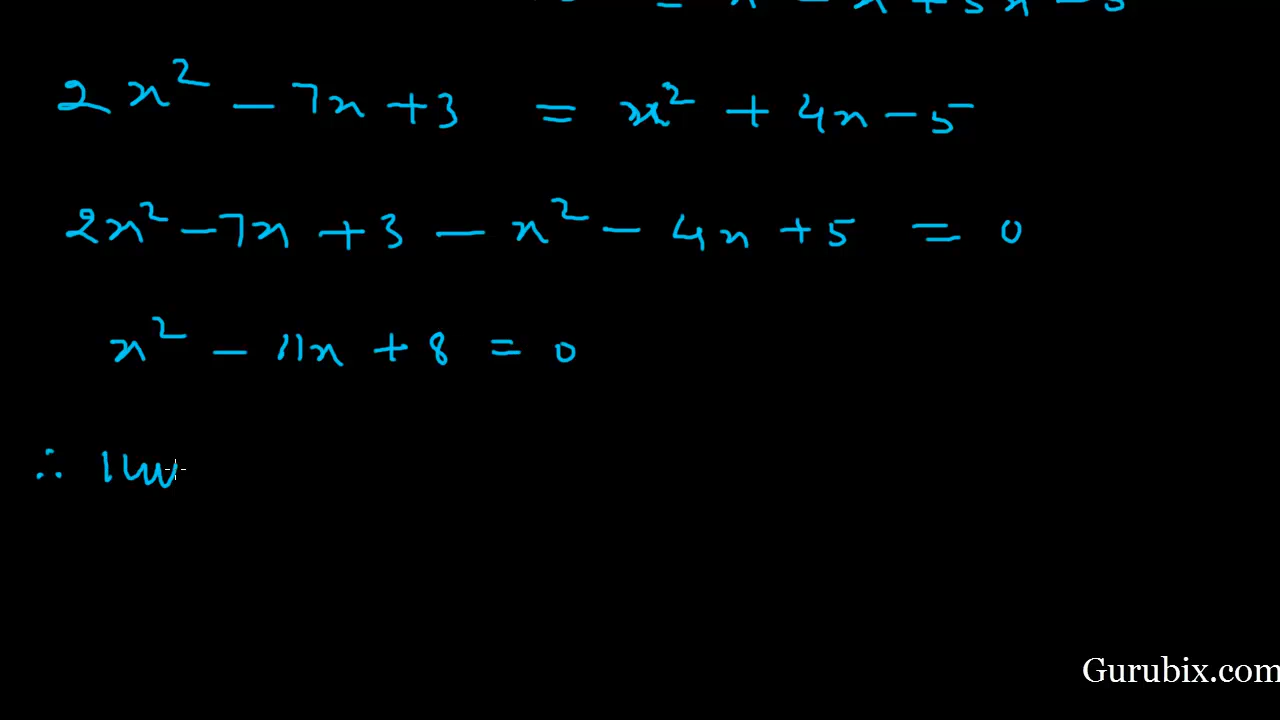 2x² - 7x + 3 = x² + 4x - 5
2x² - 7x + 3 - x² - 4x + 5 = 0
x² - 11x + 8 = 0
∴
Gurubix.com